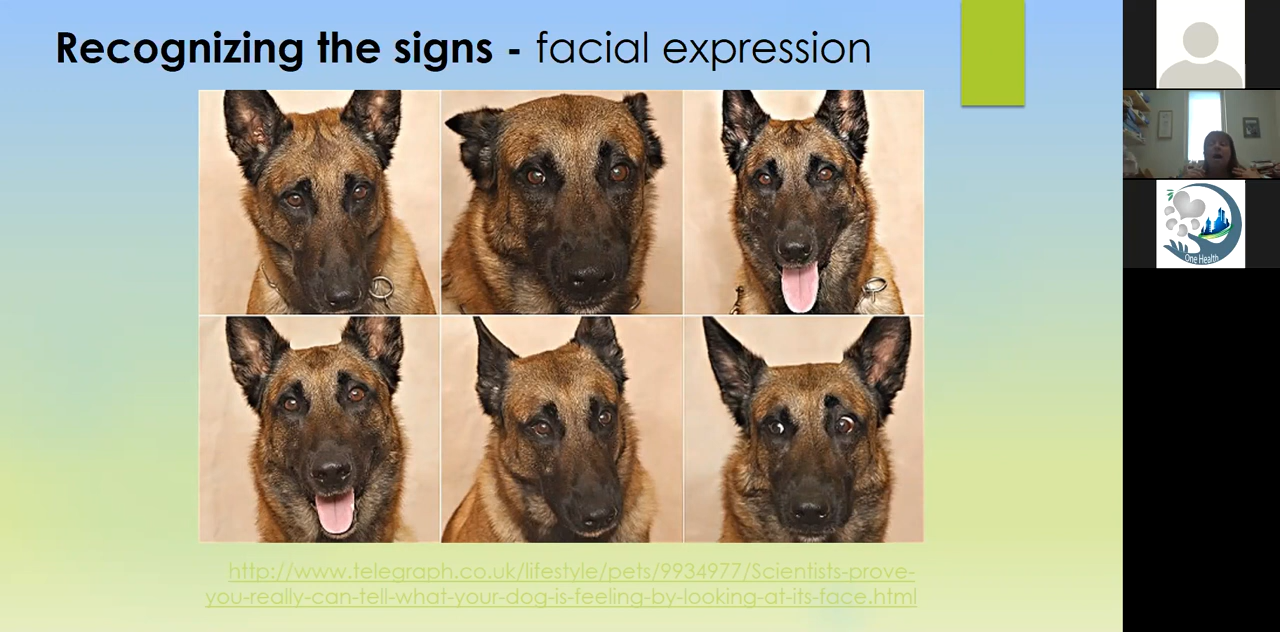 Recognizing the signs - facial expression
http://www.telegraph.co.uk/lifestyle/pets/9934977/Scientists-prove-
you-really-can-tell-what-your-dog-is-feeling-by-looking-at-its-face.html
One Health